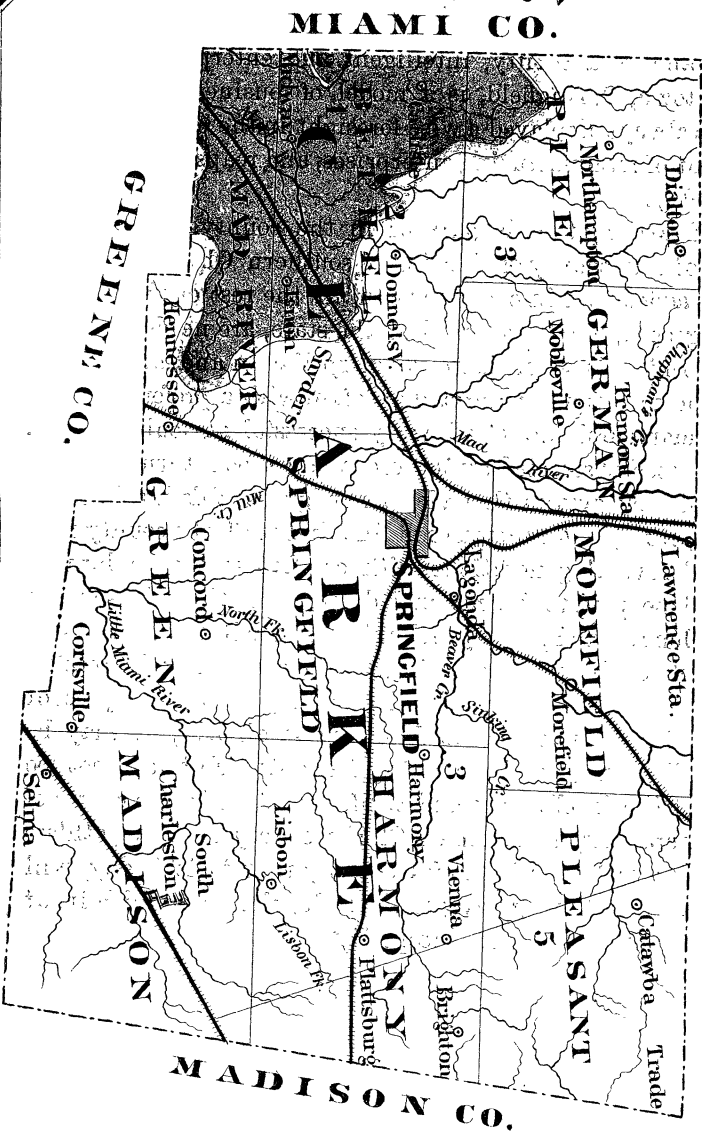 MIAMI CO.
GREENE CO.
MADISON CO.
CLARKE
BETHEL
PIKE
3
Northampton
Dialton
Donnelsv.
GERMAN
Nobleville
Tremont Sta.
Chapman's Cr.
MAD RIVER
Hennessee
Snyder's
Mad River
Mill Cr.
SPRINGFIELD
SPRINGFIELD
Lagonda
MOREFIELD
Lawrence Sta.
Morefield
Beaver Cr.
Sinking Cr.
GREEN
Concord
North Fk.
Little Miami River
Cortsville
Selma
MADISON
South
Charleston
Lisbon
Lisbon Fk.
HARMONY
Harmony
3
Vienna
Plattsburg
Brighton
PLEASANT
5
Catawba
Trade